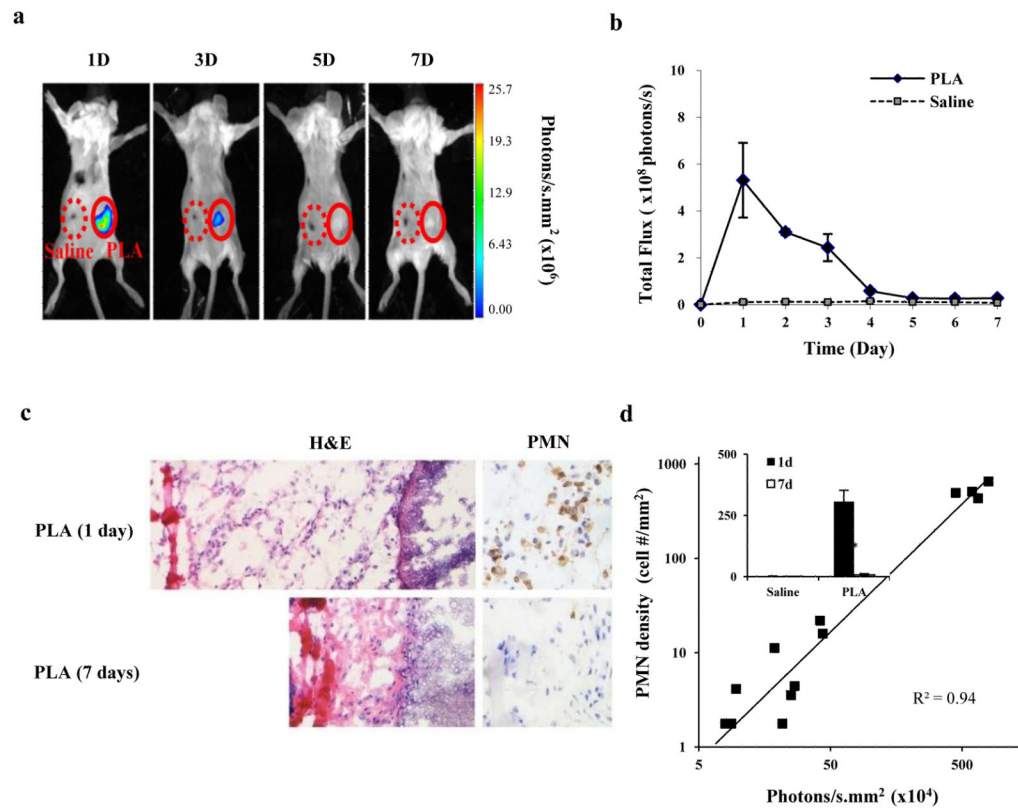 a
1D 3D 5D 7D
Saline PLA
25.7
19.3
12.9
6.43
0.00
Photons/s.mm² (x10⁶)
b
Total Flux ( x10⁸ photons/s)
10
8
6
4
2
0
PLA
Saline
0 1 2 3 4 5 6 7
Time (Day)
c
H&E PMN
PLA (1 day)
PLA (7 days)
d
PMN density (cell #/mm²)
1000
100
10
1
500
250
0
1d
7d
*
Saline PLA
R² = 0.94
5 50 500
Photons/s.mm² (x10⁴)